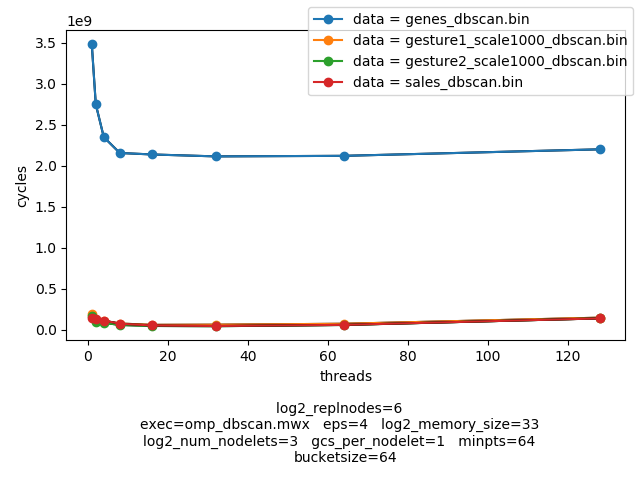 1e9
data = genes_dbscan.bin
data = gesture1_scale1000_dbscan.bin
data = gesture2_scale1000_dbscan.bin
data = sales_dbscan.bin
3.5
3.0
2.5
2.0
1.5
1.0
0.5
0.0
cycles
0 20 40 60 80 100 120
threads
log2_replnodes=6
exec=omp_dbscan.mwx eps=4 log2_memory_size=33
log2_num_nodelets=3 gcs_per_nodelet=1 minpts=64
bucketsize=64